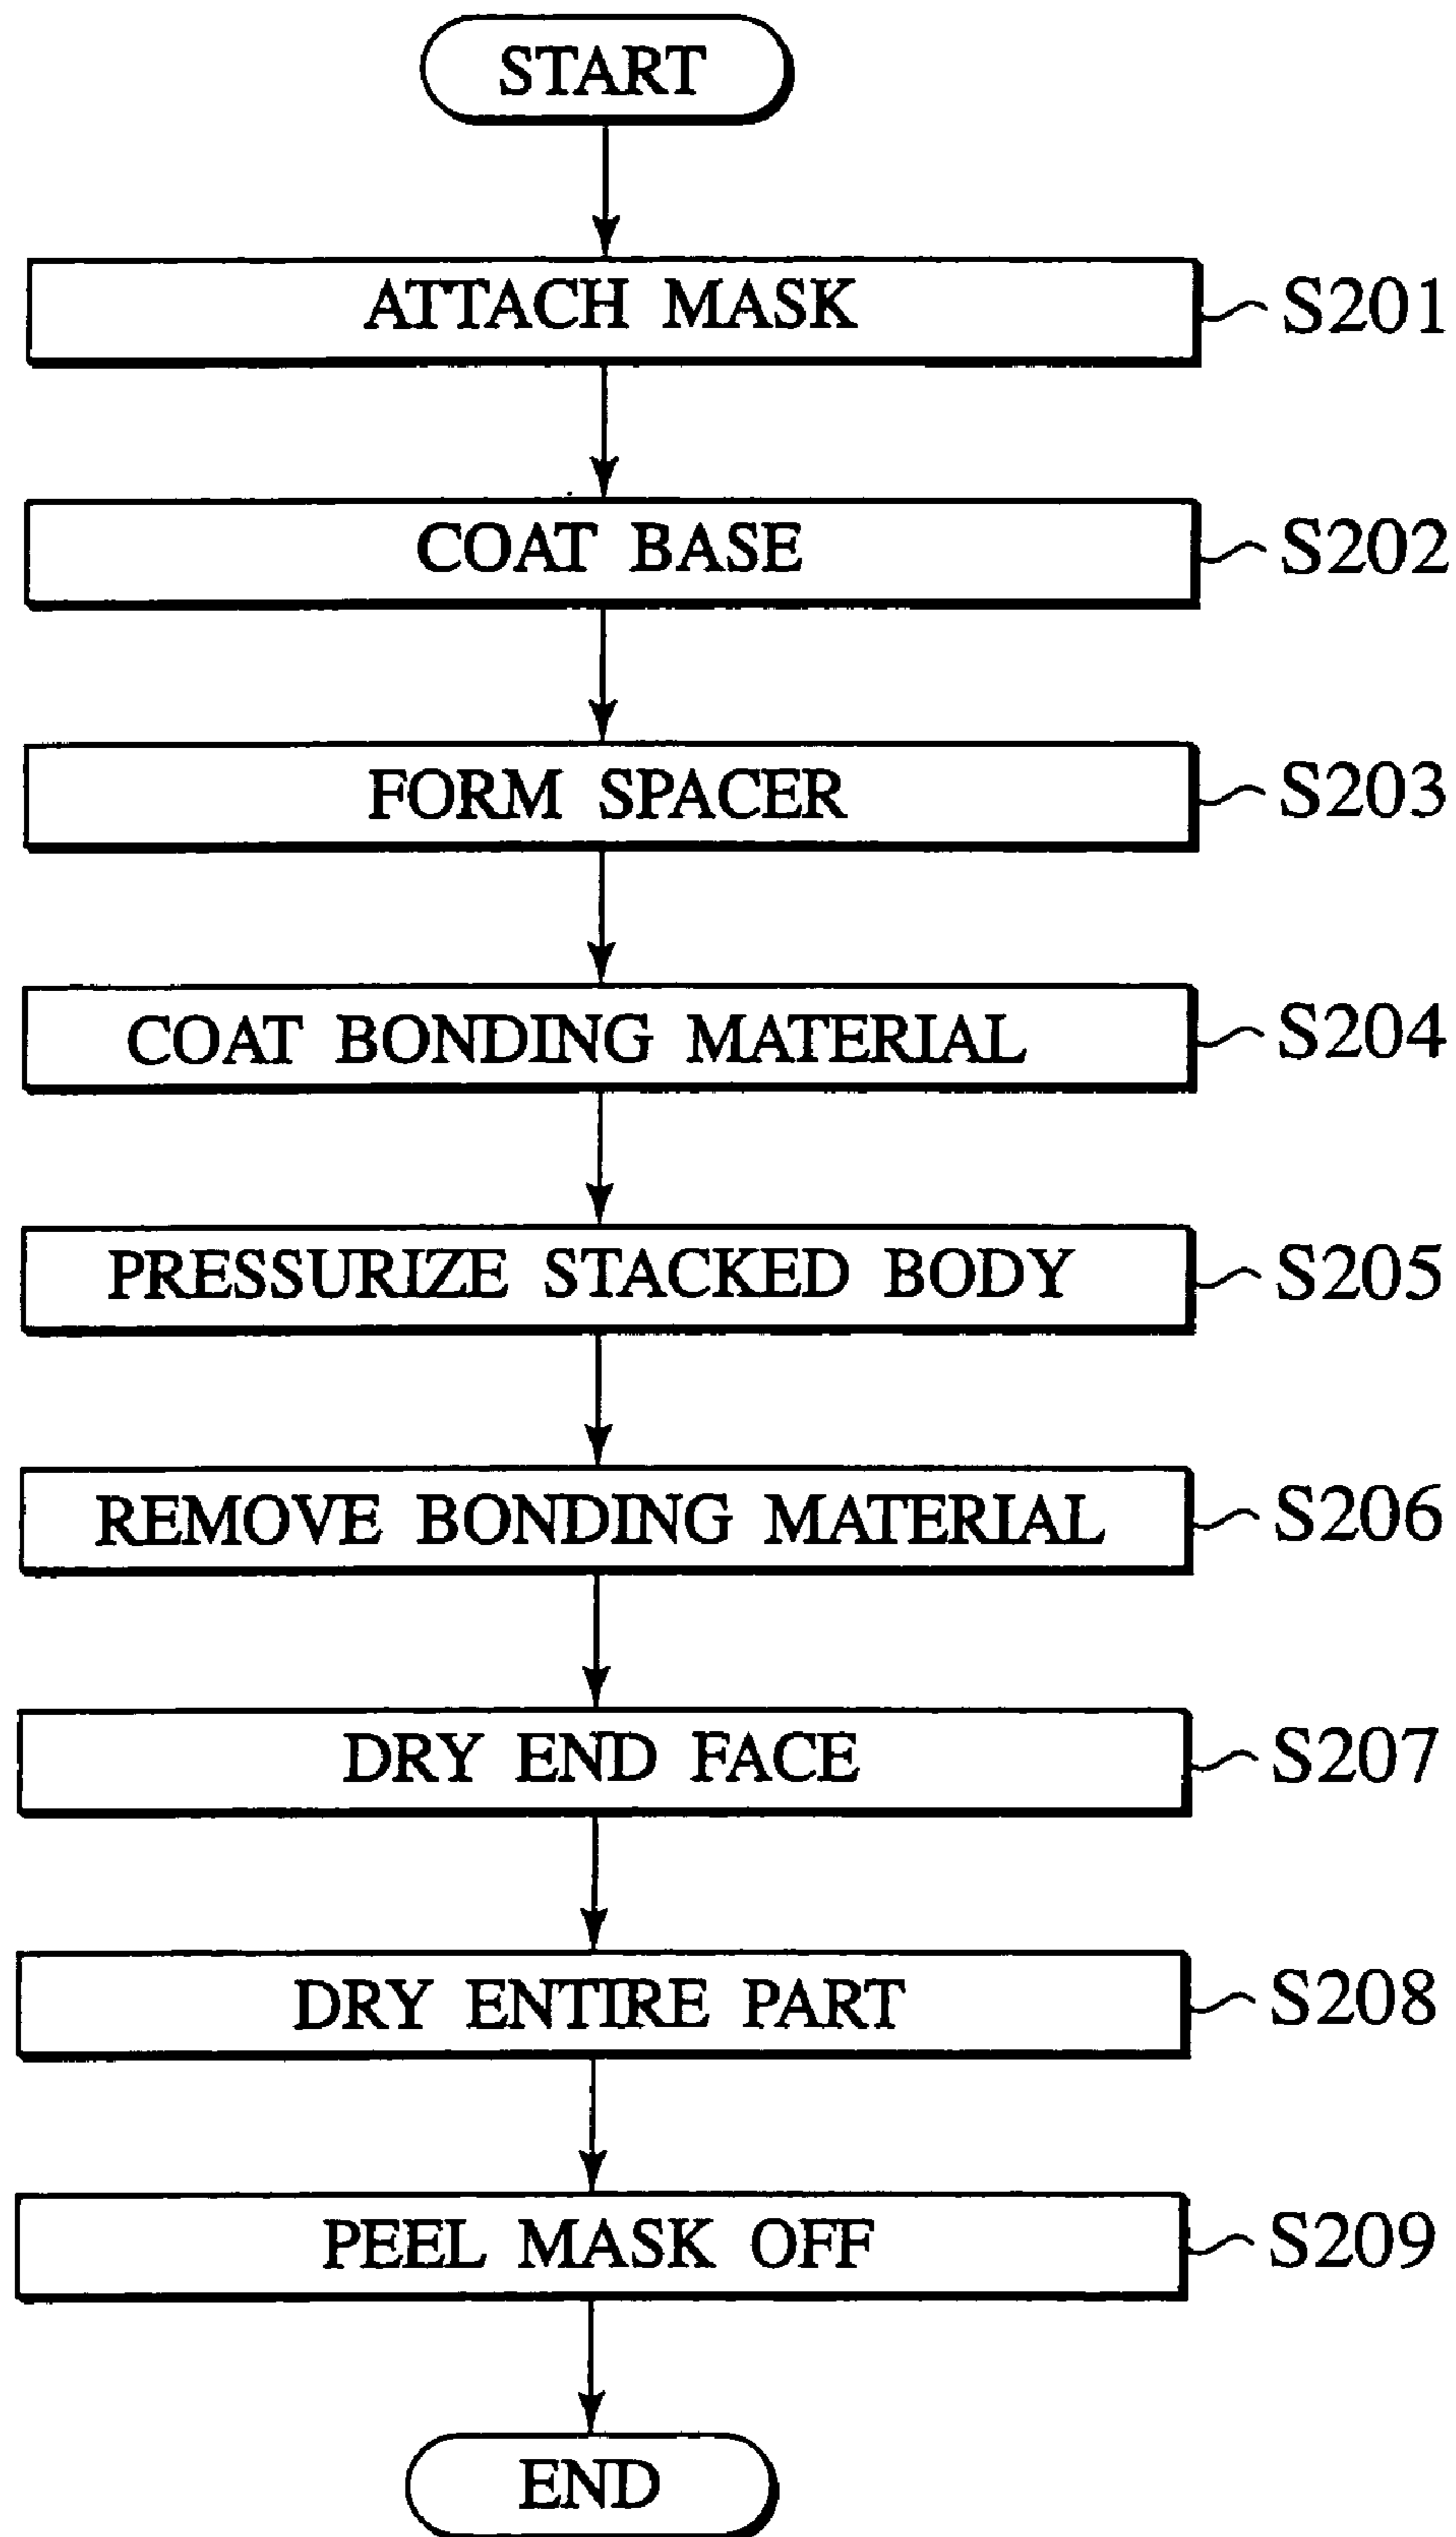 START
ATTACH MASK S201
COAT BASE S202
FORM SPACER S203
COAT BONDING MATERIAL S204
PRESSURIZE STACKED BODY S205
REMOVE BONDING MATERIAL S206
DRY END FACE S207
DRY ENTIRE PART S208
PEEL MASK OFF S209
END